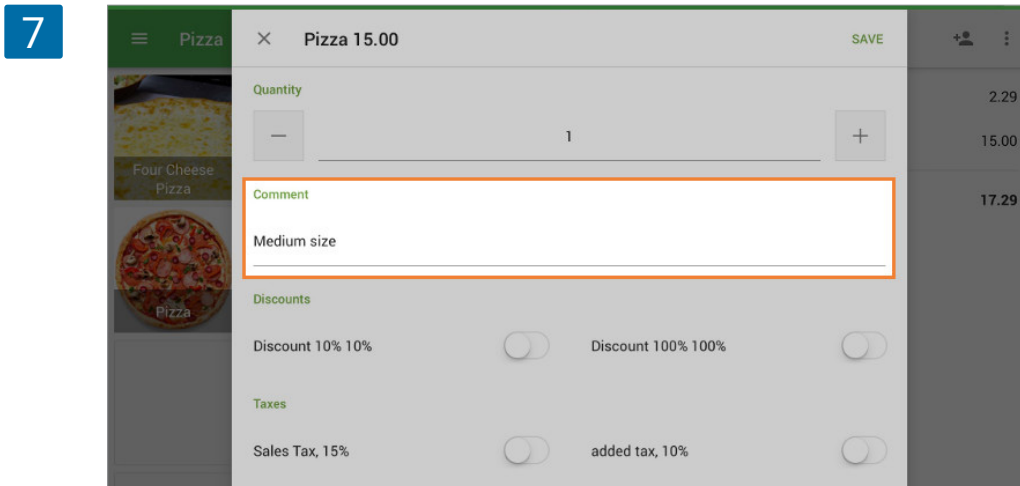 7
Pizza
Pizza 15.00
SAVE
Quantity
1
2.29
15.00
Four Cheese
Pizza
Comment
17.29
Medium size
Discounts
Pizza
Discount 10% 10%
Discount 100% 100%
Taxes
Sales Tax, 15%
added tax, 10%